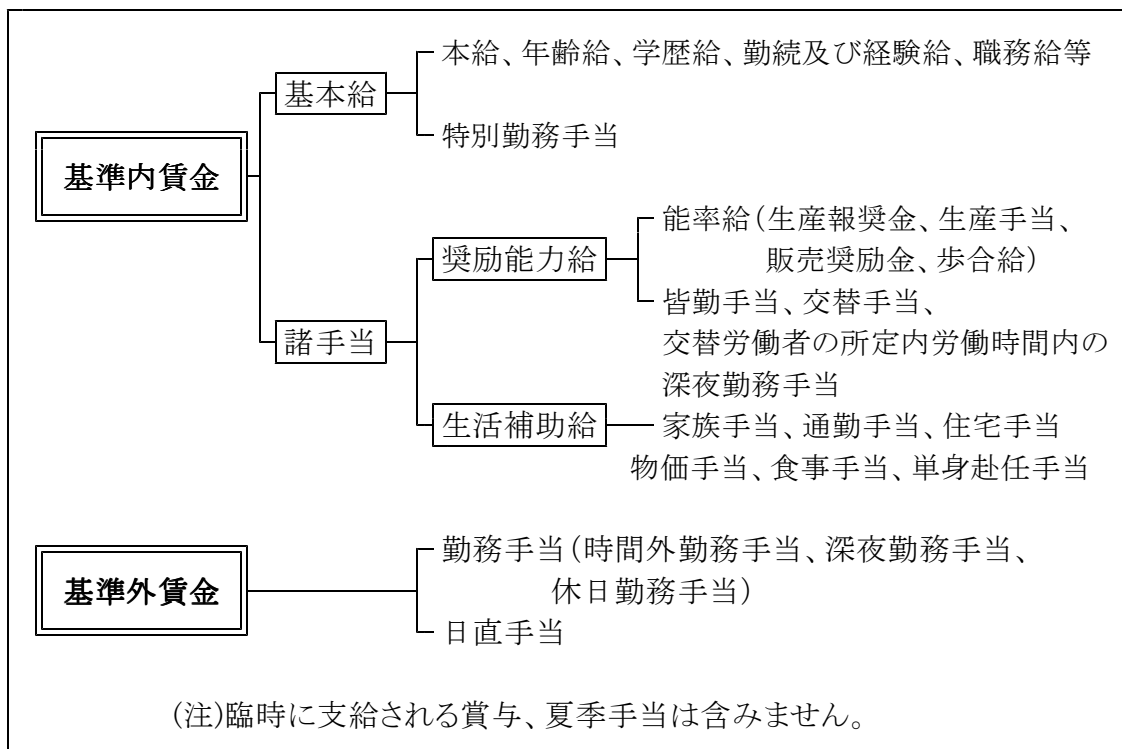 本給、年齢給、学歴給、勤続及び経験給、職務給等
基本給
特別勤務手当
基準内賃金
能率給(生産報奨金、生産手当、
販売奨励金、歩合給)
奨励能力給
皆勤手当、交替手当、
諸手当
交替労働者の所定内労働時間内の
深夜勤務手当
生活補助給
家族手当、通勤手当、住宅手当
物価手当、食事手当、単身赴任手当
勤務手当(時間外勤務手当、深夜勤務手当、
休日勤務手当)
基準外賃金
日直手当
(注)臨時に支給される賞与、夏季手当は含みません。